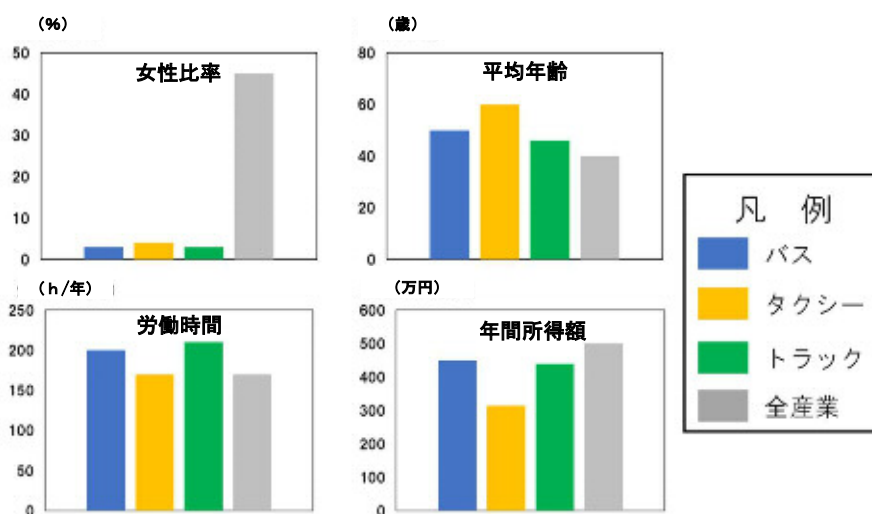 （%）
女性比率
50
40
30
20
10
0
（歳）
平均年齢
80
60
40
20
0
（ｈ/年）
労働時間
250
200
150
100
50
0
（万円）
年間所得額
600
500
400
300
200
100
0
凡　例
バス
タクシー
トラック
全産業